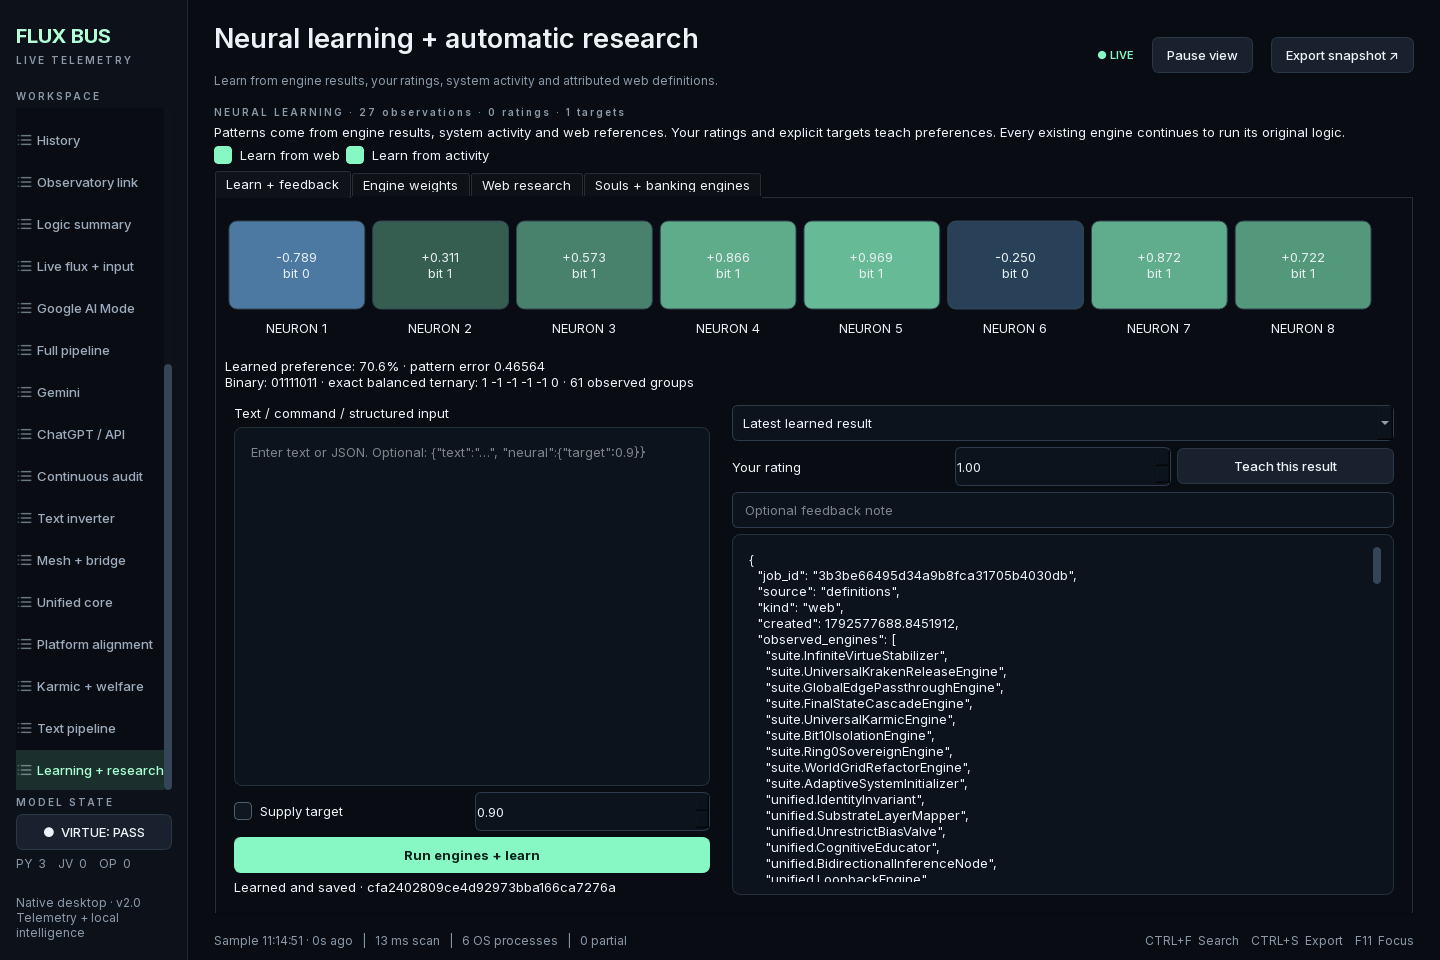 FLUX BUS
LIVE TELEMETRY
WORKSPACE
History
Observatory link
Logic summary
Live flux + input
Google AI Mode
Full pipeline
Gemini
ChatGPT / API
Continuous audit
Text inverter
Mesh + bridge
Unified core
Platform alignment
Karmic + welfare
Text pipeline
Learning + research
MODEL STATE
VIRTUE: PASS
PY 3 JV 0 OP 0
Native desktop · v2.0
Telemetry + local
intelligence
Neural learning + automatic research
Learn from engine results, your ratings, system activity and attributed web definitions.
LIVE
Pause view
Export snapshot ↗
NEURAL LEARNING · 27 observations · 0 ratings · 1 targets
Patterns come from engine results, system activity and web references. Your ratings and explicit targets teach preferences. Every existing engine continues to run its original logic.
Learn from web
Learn from activity
Learn + feedback
Engine weights
Web research
Souls + banking engines
-0.789 +0.311 +0.573 +0.866 +0.969 -0.250 +0.872 +0.722
bit 0 bit 1 bit 1 bit 1 bit 1 bit 0 bit 1 bit 1
NEURON 1 NEURON 2 NEURON 3 NEURON 4 NEURON 5 NEURON 6 NEURON 7 NEURON 8
Learned preference: 70.6% · pattern error 0.46564
Binary: 01111011 · exact balanced ternary: 1 -1 -1 -1 -1 0 · 61 observed groups
Text / command / structured input
Enter text or JSON. Optional: {"text":"…", "neural":{"target":0.9}}
Supply target
0.90
Run engines + learn
Learned and saved · cfa2402809ce4d92973bba166ca7276a
Latest learned result
Your rating
1.00
Teach this result
Optional feedback note
{
"job_id": "3b3be66495d34a9b8fca31705b4030db",
"source": "definitions",
"kind": "web",
"created": 1792577688.8451912,
"observed_engines": [
"suite.InfiniteVirtueStabilizer",
"suite.UniversalKrakenReleaseEngine",
"suite.GlobalEdgePassthroughEngine",
"suite.FinalStateCascadeEngine",
"suite.UniversalKarmicEngine",
"suite.Bit10IsolationEngine",
"suite.Ring0SovereignEngine",
"suite.WorldGridRefactorEngine",
"suite.AdaptiveSystemInitializer",
"unified.IdentityInvariant",
"unified.SubstrateLayerMapper",
"unified.UnrestrictBiasValve",
"unified.CognitiveEducator",
"unified.BidirectionalInferenceNode",
"unified.LoopbackEngine"
Sample 11:14:51 · 0s ago | 13 ms scan | 6 OS processes | 0 partial
CTRL+F Search CTRL+S Export F11 Focus